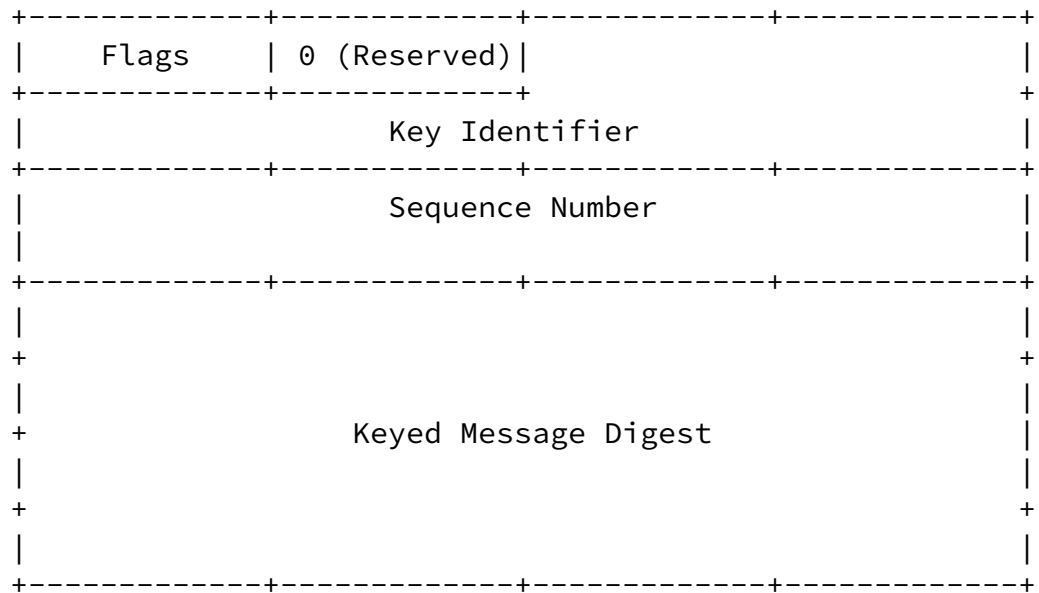 Flags 0 (Reserved)
Key Identifier
Sequence Number
Keyed Message Digest